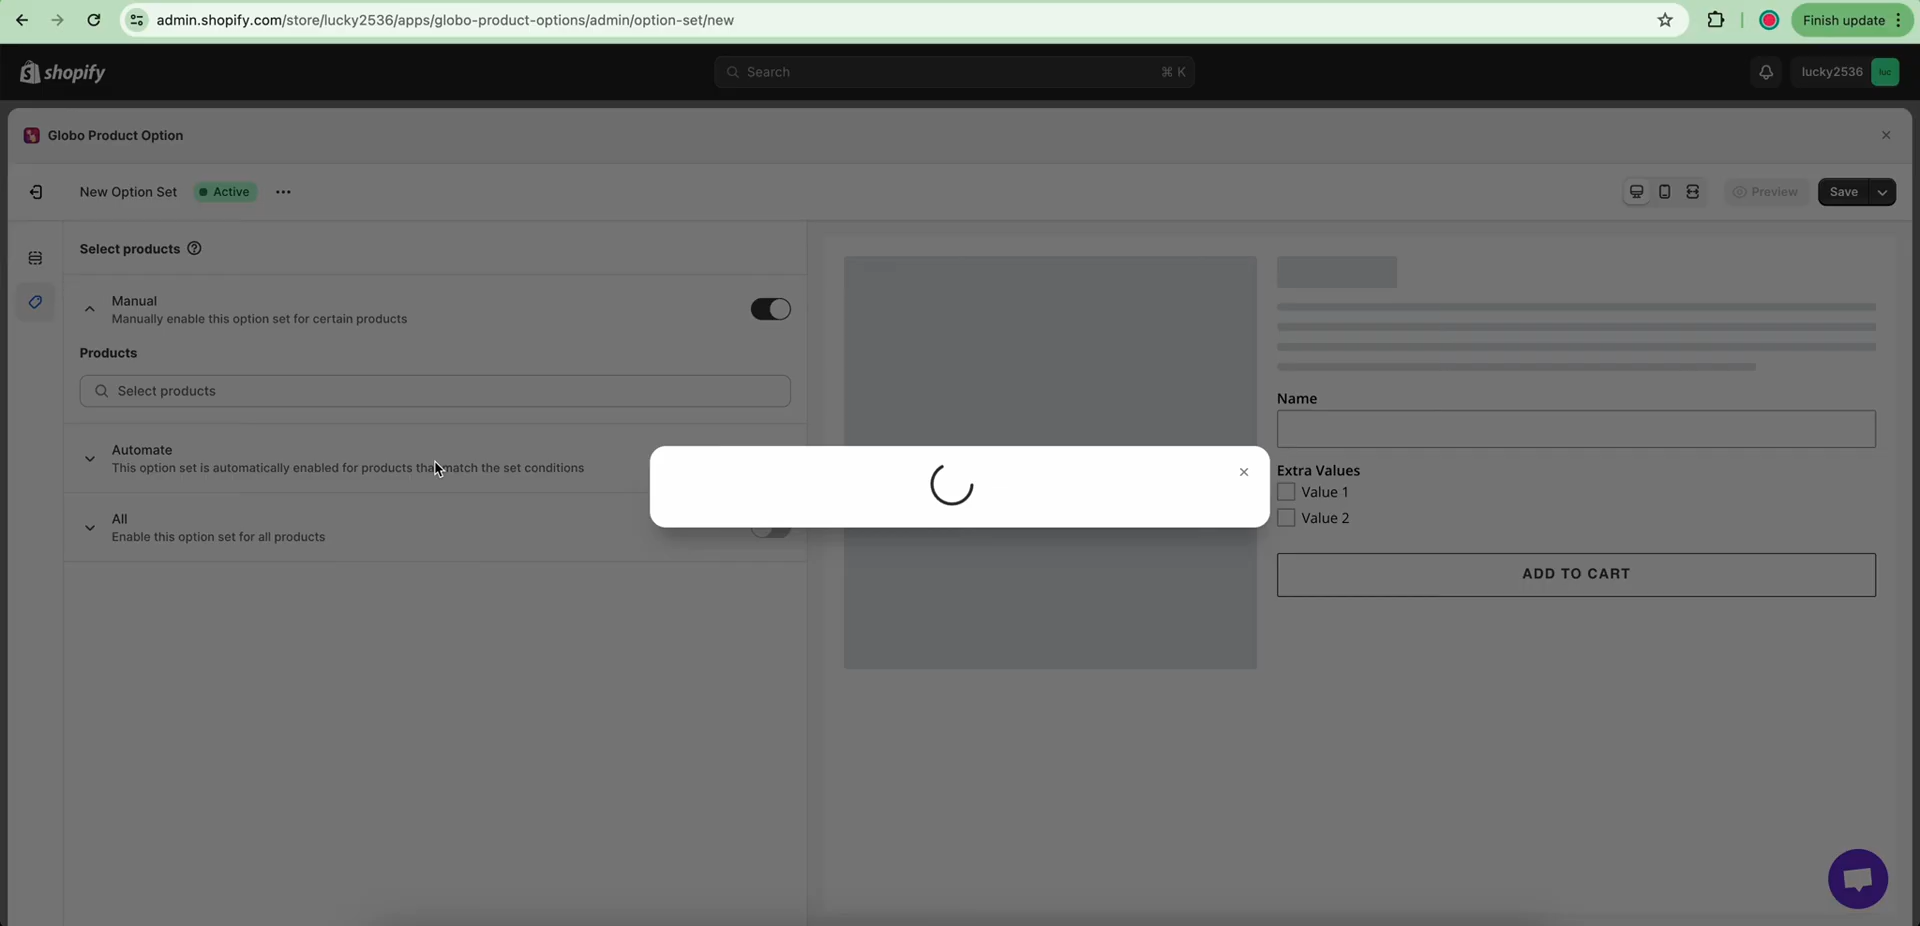 admin.shopify.com/store/lucky2536/apps/globo-product-options/admin/option-set/new
Finish update
shopify
Search
⌘ K
lucky2536
luc
Globo Product Option
New Option Set
Active
Preview
Save
Select products
Manual
Manually enable this option set for certain products
Products
Select products
Automate
This option set is automatically enabled for products that match the set conditions
All
Enable this option set for all products
Name
Extra Values
Value 1
Value 2
ADD TO CART